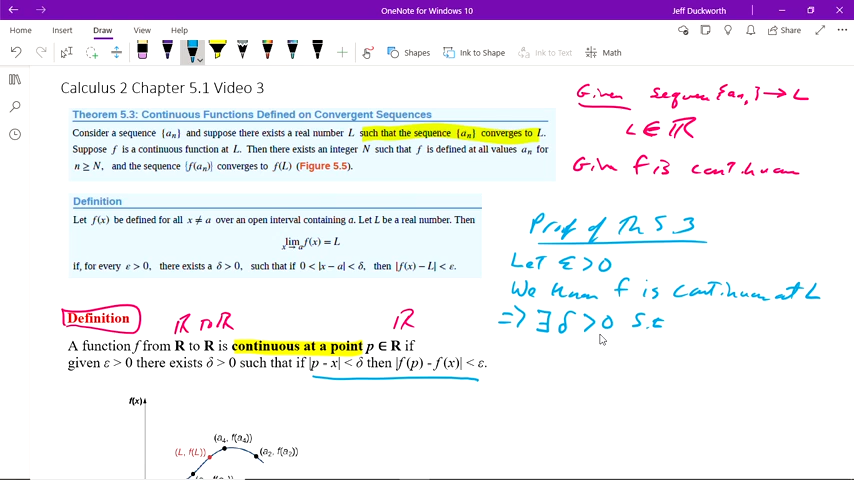 OneNote for Windows 10
Jeff Duckworth
Home Insert Draw View Help
Share
Shapes Ink to Shape Ink to Text Math
Calculus 2 Chapter 5.1 Video 3
Theorem 5.3: Continuous Functions Defined on Convergent Sequences
Consider a sequence {aₙ} and suppose there exists a real number L such that the sequence {aₙ} converges to L.
Suppose f is a continuous function at L. Then there exists an integer N such that f is defined at all values aₙ for
n ≥ N, and the sequence {f(aₙ)} converges to f(L) (Figure 5.5).
Definition
Let f(x) be defined for all x ≠ a over an open interval containing a. Let L be a real number. Then
lim f(x) = L
x → a
if, for every ε > 0, there exists a δ > 0, such that if 0 < |x − a| < δ, then |f(x) − L| < ε.
Definition
ℝ to ℝ ℝ
A function f from R to R is continuous at a point p ∈ R if
given ε > 0 there exists δ > 0 such that if |p - x| < δ then |f(p) - f(x)| < ε.
f(x)
(a₄, f(a₄))
(L, f(L)) (a₂, f(a₂))
Given {aₙ} → L
L ∈ ℝ
Given f is continuous
Proof of Th 5.3
Let ε > 0
We know f is continuous at L
=> ∃ δ > 0 s.t